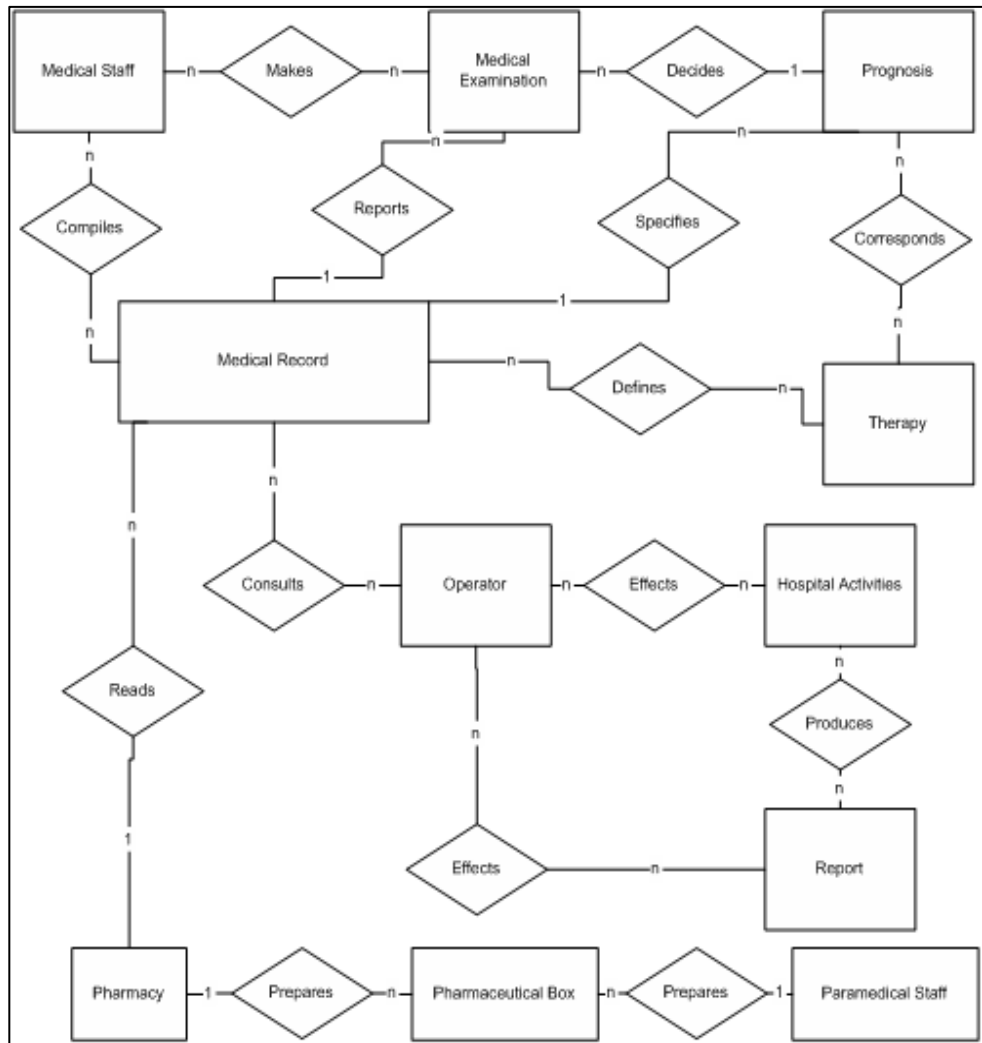 Medical Staff
n
Makes
n
Medical
Examination
n
Decides
1
Prognosis
n
n
n
n
Compiles
Reports
Specifies
Corresponds
1
1
n
n
Medical Record
n
Defines
n
Therapy
n
n
Consults
n
Operator
n
Effects
n
Hospital Activities
n
Reads
n
Produces
n
1
Effects
n
Report
Pharmacy
1
Prepares
n
Pharmaceutical Box
n
Prepares
1
Paramedical Staff